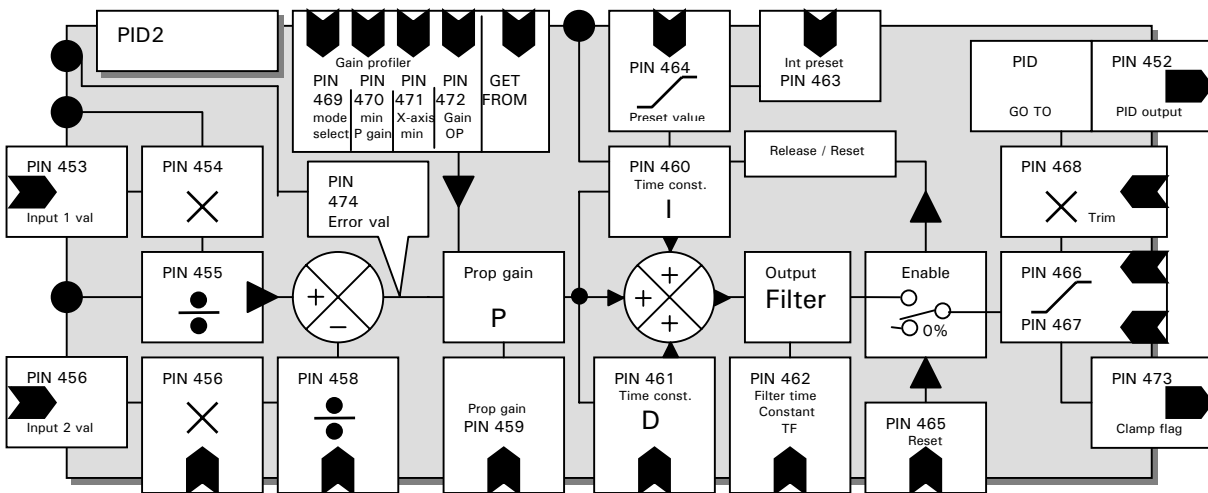 PID2
Gain profiler
PIN PIN PIN PIN GET
469 470 471 472 FROM
mode min X-axis Gain
select P gain min OP
PIN 464
Preset value
Int preset
PIN 463
PID
GO TO
PIN 452
PID output
PIN 453
Input 1 val
PIN 454
PIN
474
Error val
PIN 460
Time const.
I
Release / Reset
PIN 468
Trim
PIN 455
+
−
Prop gain
P
+
+
+
Output
Filter
Enable
0%
PIN 466
PIN 467
PIN 456
Input 2 val
PIN 456
PIN 458
Prop gain
PIN 459
PIN 461
Time const.
D
PIN 462
Filter time
Constant
TF
PIN 465
Reset
PIN 473
Clamp flag